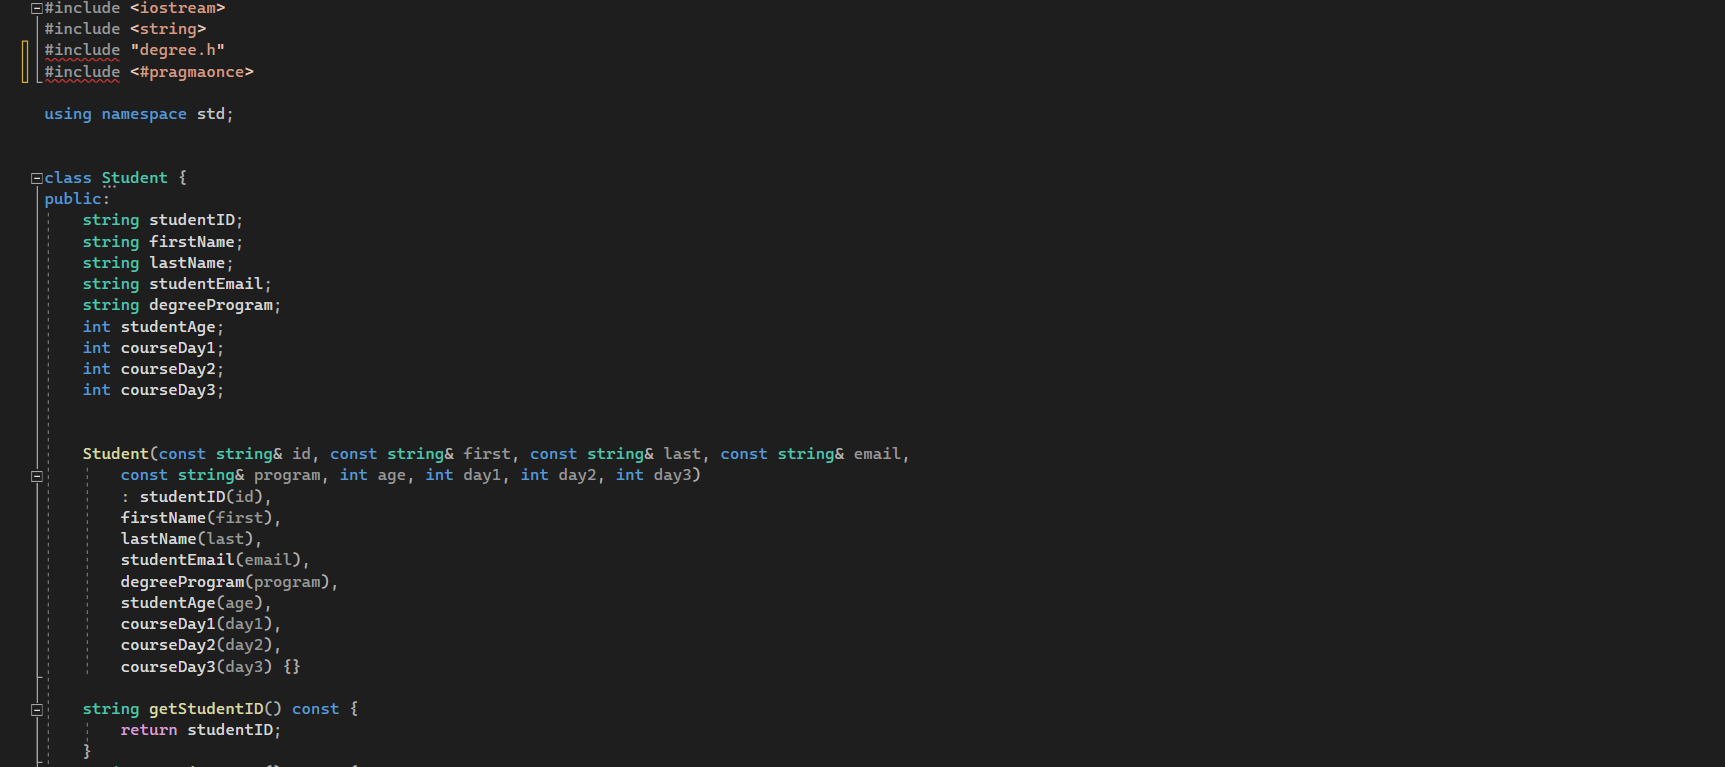 #include <iostream>
#include <string>
#include "degree.h"
#include <#pragmaonce>
using namespace std;
class Student {
public:
string studentID;
string firstName;
string lastName;
string studentEmail;
string degreeProgram;
int studentAge;
int courseDay1;
int courseDay2;
int courseDay3;
Student(const string& id, const string& first, const string& last, const string& email,
const string& program, int age, int day1, int day2, int day3)
: studentID(id),
firstName(first),
lastName(last),
studentEmail(email),
degreeProgram(program),
studentAge(age),
courseDay1(day1),
courseDay2(day2),
courseDay3(day3) {}
string getStudentID() const {
return studentID;
}